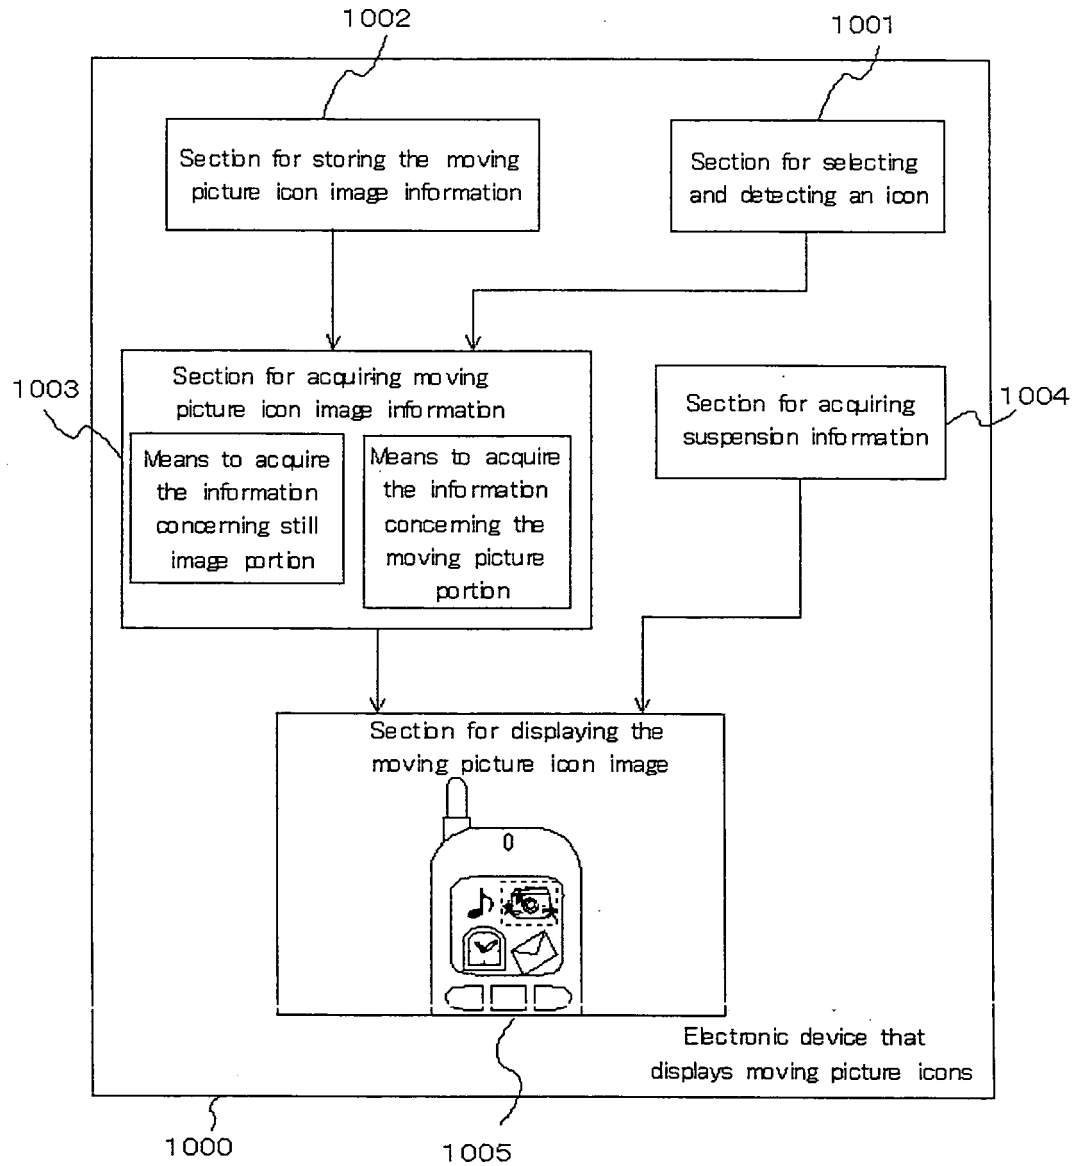 1002
1001
Section for storing the moving
picture icon image information
Section for selecting
and detecting an icon
1003
Section for acquiring moving
picture icon image information
Means to acquire
the information
concerning still
image portion
Means to acquire
the information
concerning the
moving picture
portion
1004
Section for acquiring
suspension information
Section for displaying the
moving picture icon image
Electronic device that
displays moving picture icons
1000
1005